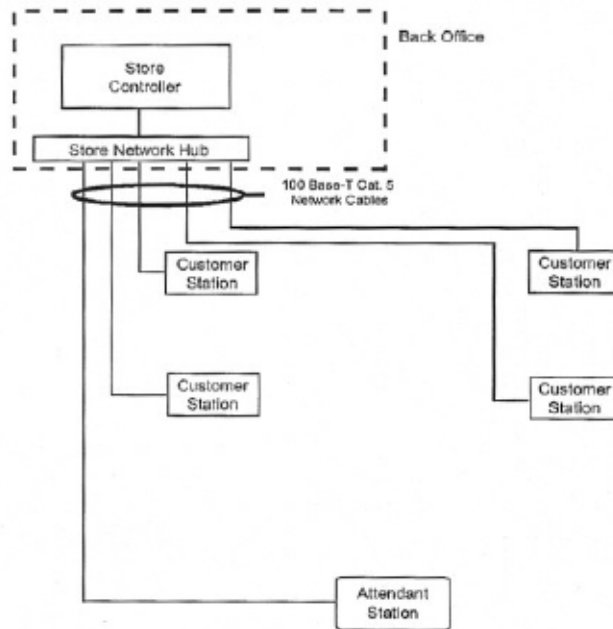 Back Office
Store
Controller
Store Network Hub
100 Base-T Cat. 5
Network Cables
Customer
Station
Customer
Station
Customer
Station
Customer
Station
Attendant
Station